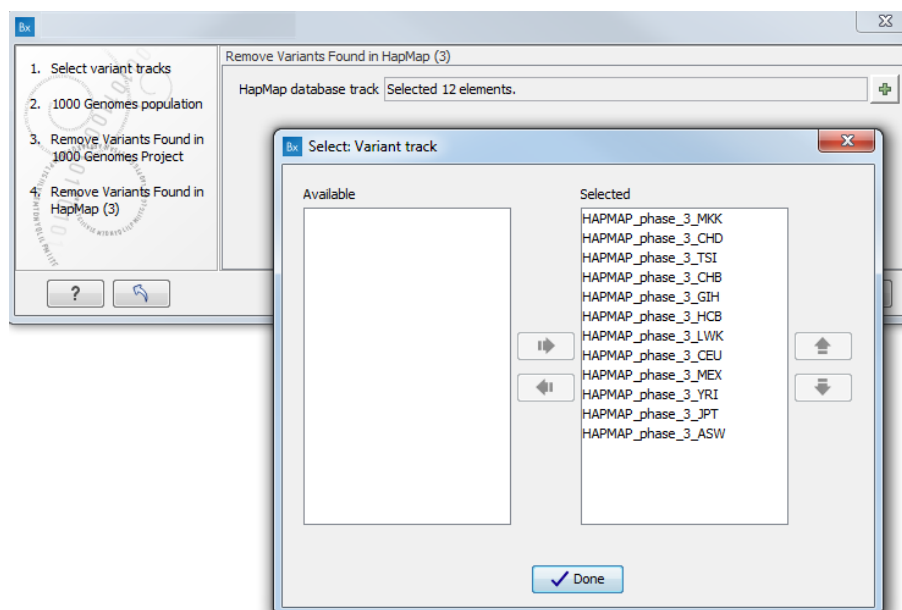 Bx
1. Select variant tracks
2. 1000 Genomes population
3. Remove Variants Found in
1000 Genomes Project
4. Remove Variants Found in
HapMap (3)
?
Remove Variants Found in HapMap (3)
HapMap database track Selected 12 elements.
Bx Select: Variant track
Available
Selected
HAPMAP_phase_3_MKK
HAPMAP_phase_3_CHD
HAPMAP_phase_3_TSI
HAPMAP_phase_3_CHB
HAPMAP_phase_3_GIH
HAPMAP_phase_3_HCB
HAPMAP_phase_3_LWK
HAPMAP_phase_3_CEU
HAPMAP_phase_3_MEX
HAPMAP_phase_3_YRI
HAPMAP_phase_3_JPT
HAPMAP_phase_3_ASW
Done